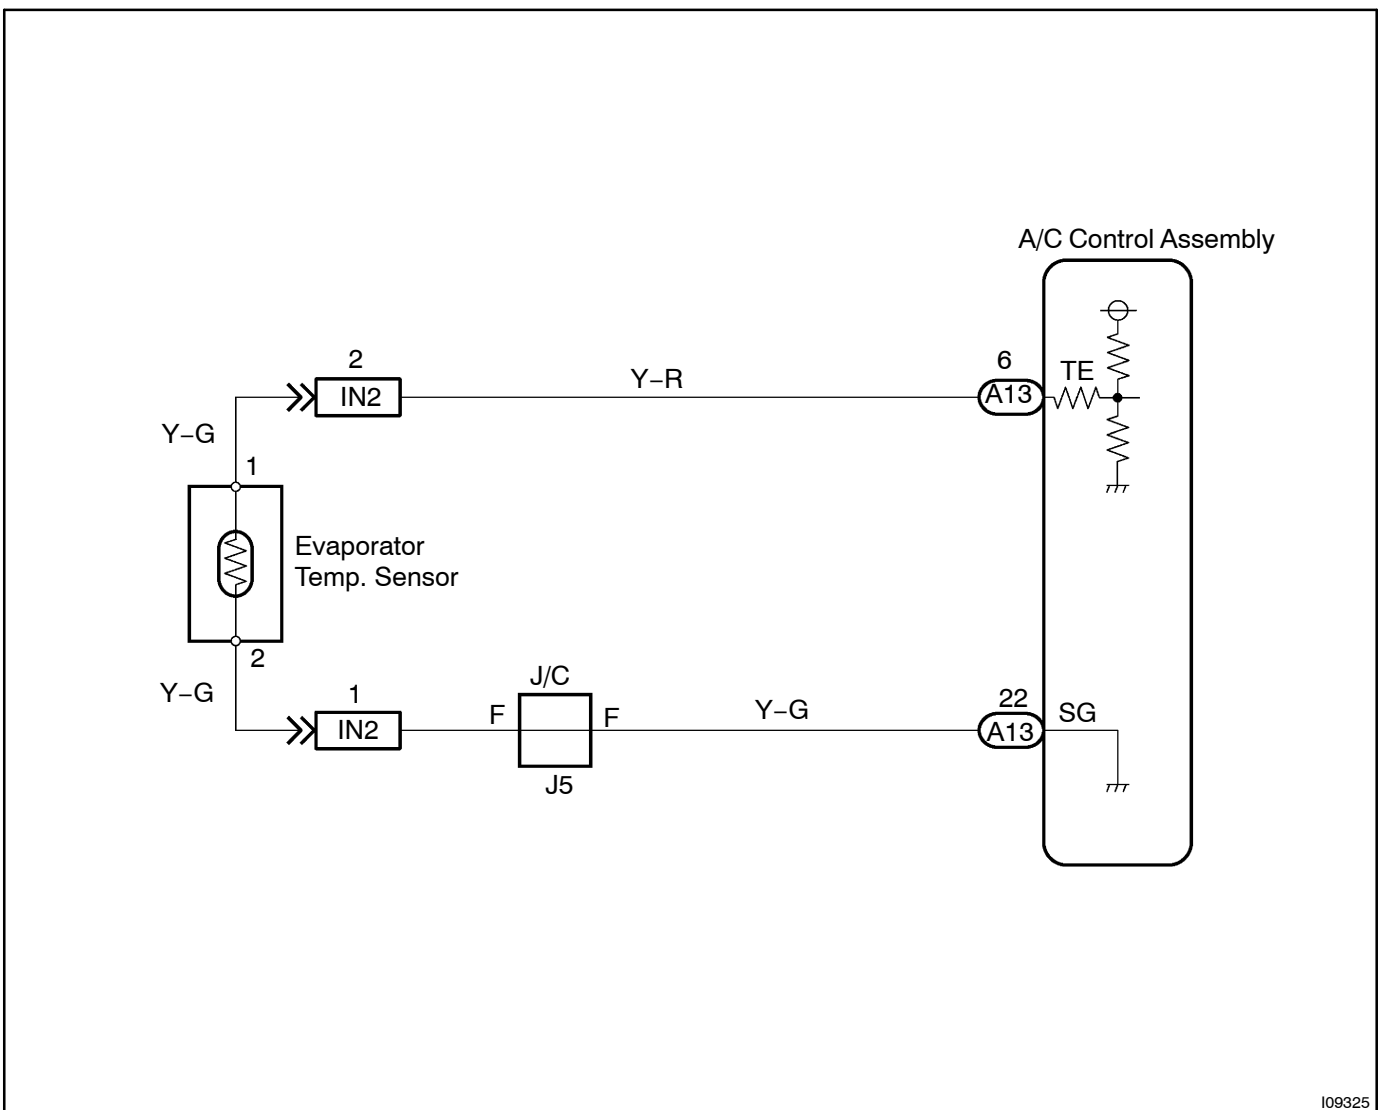 A/C Control Assembly
2
IN2
Y–R
6
A13
TE
Y–G
1
Evaporator
Temp. Sensor
2
Y–G
1
IN2
J/C
F
F
J5
Y–G
22
A13
SG
I09325